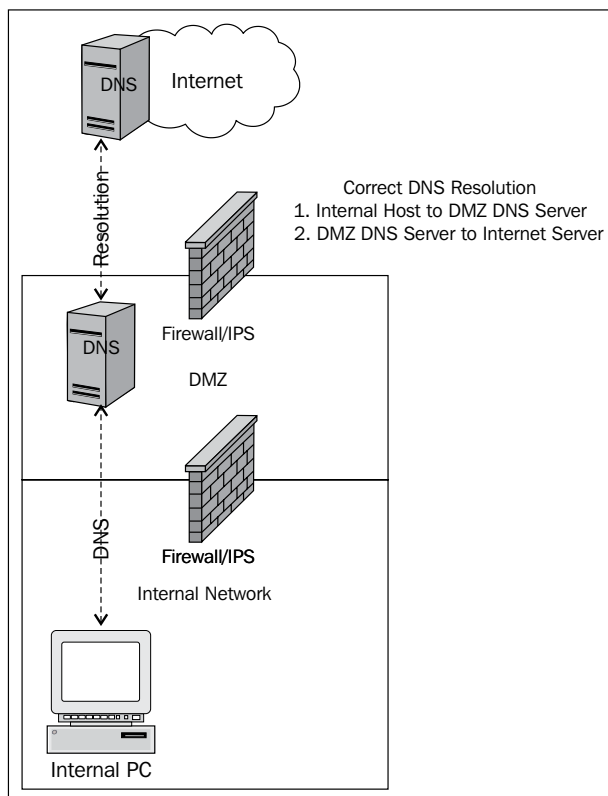 DNS
Internet
Resolution
Correct DNS Resolution
1. Internal Host to DMZ DNS Server
2. DMZ DNS Server to Internet Server
Firewall/IPS
DNS
DMZ
DNS
Firewall/IPS
Internal Network
Internal PC